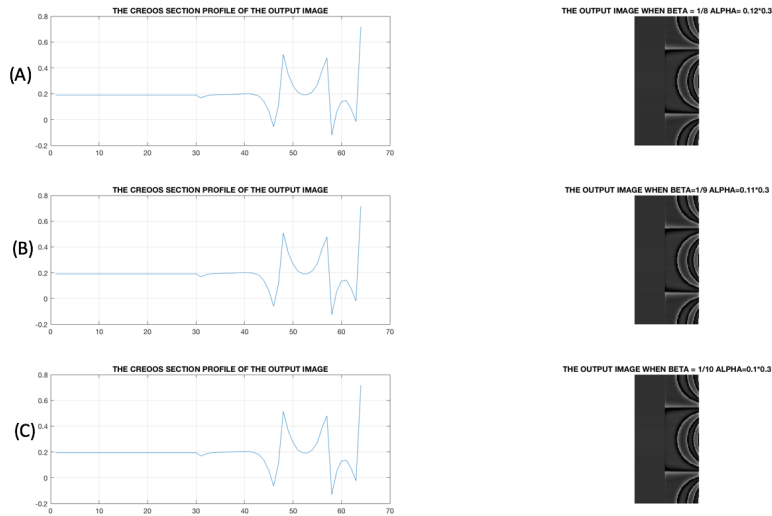 THE CREOOS SECTION PROFILE OF THE OUTPUT IMAGE
THE OUTPUT IMAGE WHEN BETA = 1/8 ALPHA= 0.12*0.3
(A)
0.8
0.6
0.4
0.2
0
-0.2
0 10 20 30 40 50 60 70
THE CREOOS SECTION PROFILE OF THE OUTPUT IMAGE
THE OUTPUT IMAGE WHEN BETA=1/9 ALPHA=0.11*0.3
(B)
0.8
0.6
0.4
0.2
0
-0.2
0 10 20 30 40 50 60 70
THE CREOOS SECTION PROFILE OF THE OUTPUT IMAGE
THE OUTPUT IMAGE WHEN BETA = 1/10 ALPHA=0.1*0.3
(C)
0.8
0.6
0.4
0.2
0
-0.2
0 10 20 30 40 50 60 70